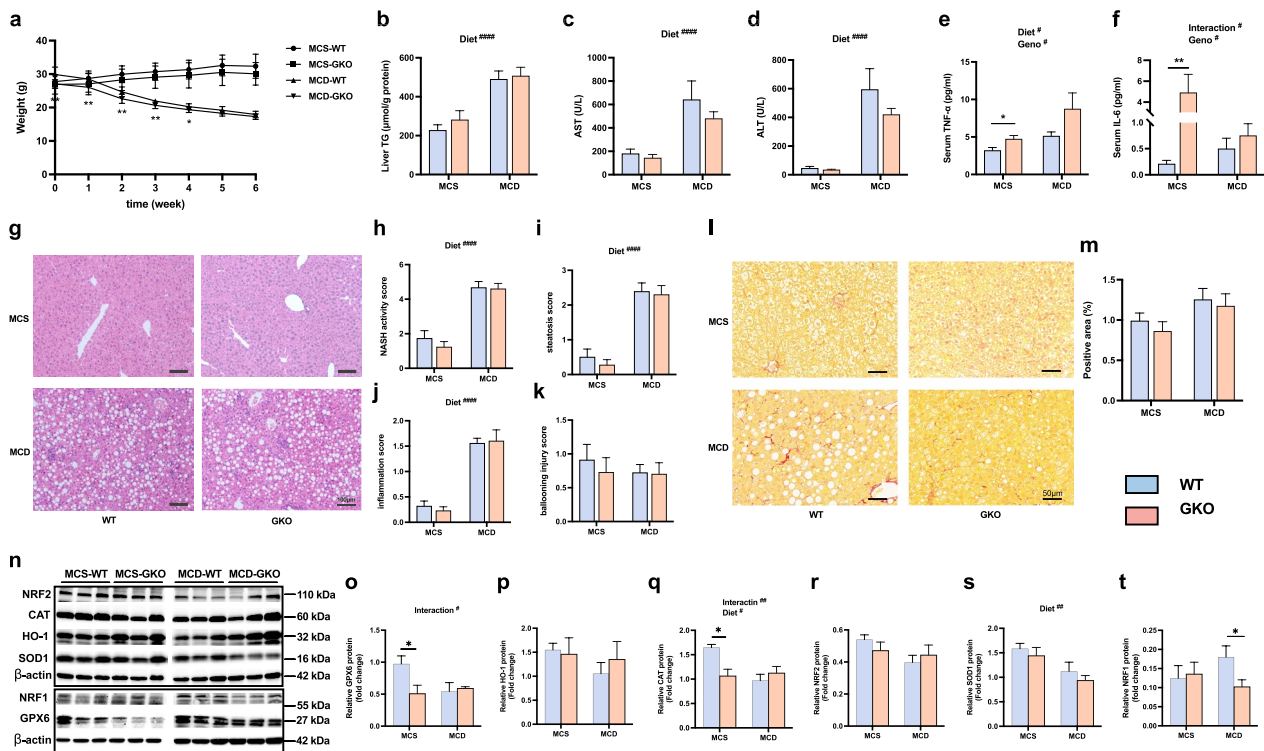 a
Weight (g)
40
30
20
10
0
** ** ** ** *
0 1 2 3 4 5 6
time (week)
MCS-WT
MCS-GKO
MCD-WT
MCD-GKO
b
Diet ####
Liver TG (μmol/g protein)
600
400
200
0
MCS MCD
c
Diet ####
AST (U/L)
1000
800
600
400
200
0
MCS MCD
d
Diet ####
ALT (U/L)
800
600
400
200
0
MCS MCD
e
Diet #
Geno #
Serum TNF-α (pg/ml)
15
10
5
0
*
MCS MCD
f
Interaction #
Geno #
Serum IL-6 (pg/ml)
8
6
4
2
1.0
0.5
0.0
**
MCS MCD
g
MCS
MCD
100μm
WT GKO
h
Diet ####
NASH activity score
6
4
2
0
MCS MCD
i
Diet ####
steatosis score
3
2
1
0
MCS MCD
j
Diet ####
inflammation score
2.0
1.5
1.0
0.5
0.0
MCS MCD
k
ballooning injury score
2.0
1.5
1.0
0.5
0.0
MCS MCD
l
MCS
MCD
50μm
WT GKO
m
Positive area (%)
1.5
1.0
0.5
0.0
MCS MCD
WT
GKO
n
MCS-WT MCS-GKO MCD-WT MCD-GKO
NRF2 110 kDa
CAT 60 kDa
HO-1 32 kDa
SOD1 16 kDa
β-actin 42 kDa
NRF1
55 kDa
GPX6 27 kDa
β-actin 42 kDa
o
Interaction #
Relative GPX6 protein
(fold change)
1.5
1.0
0.5
0.0
*
MCS MCD
p
Relative HO-1 protein
(Fold change)
2.0
1.5
1.0
0.5
0.0
MCS MCD
q
Interactin ##
Diet #
Relative CAT protein
(Fold change)
2.0
1.5
1.0
0.5
0.0
*
MCS MCD
r
Relative NRF2 protein
(Fold change)
0.8
0.6
0.4
0.2
0.0
MCS MCD
s
Diet ##
Relative SOD1 protein
(Fold change)
2.0
1.5
1.0
0.5
0.0
MCS MCD
t
Relative NRF1 protein
(fold change)
1.5
1.0
0.5
0.0
*
MCS MCD